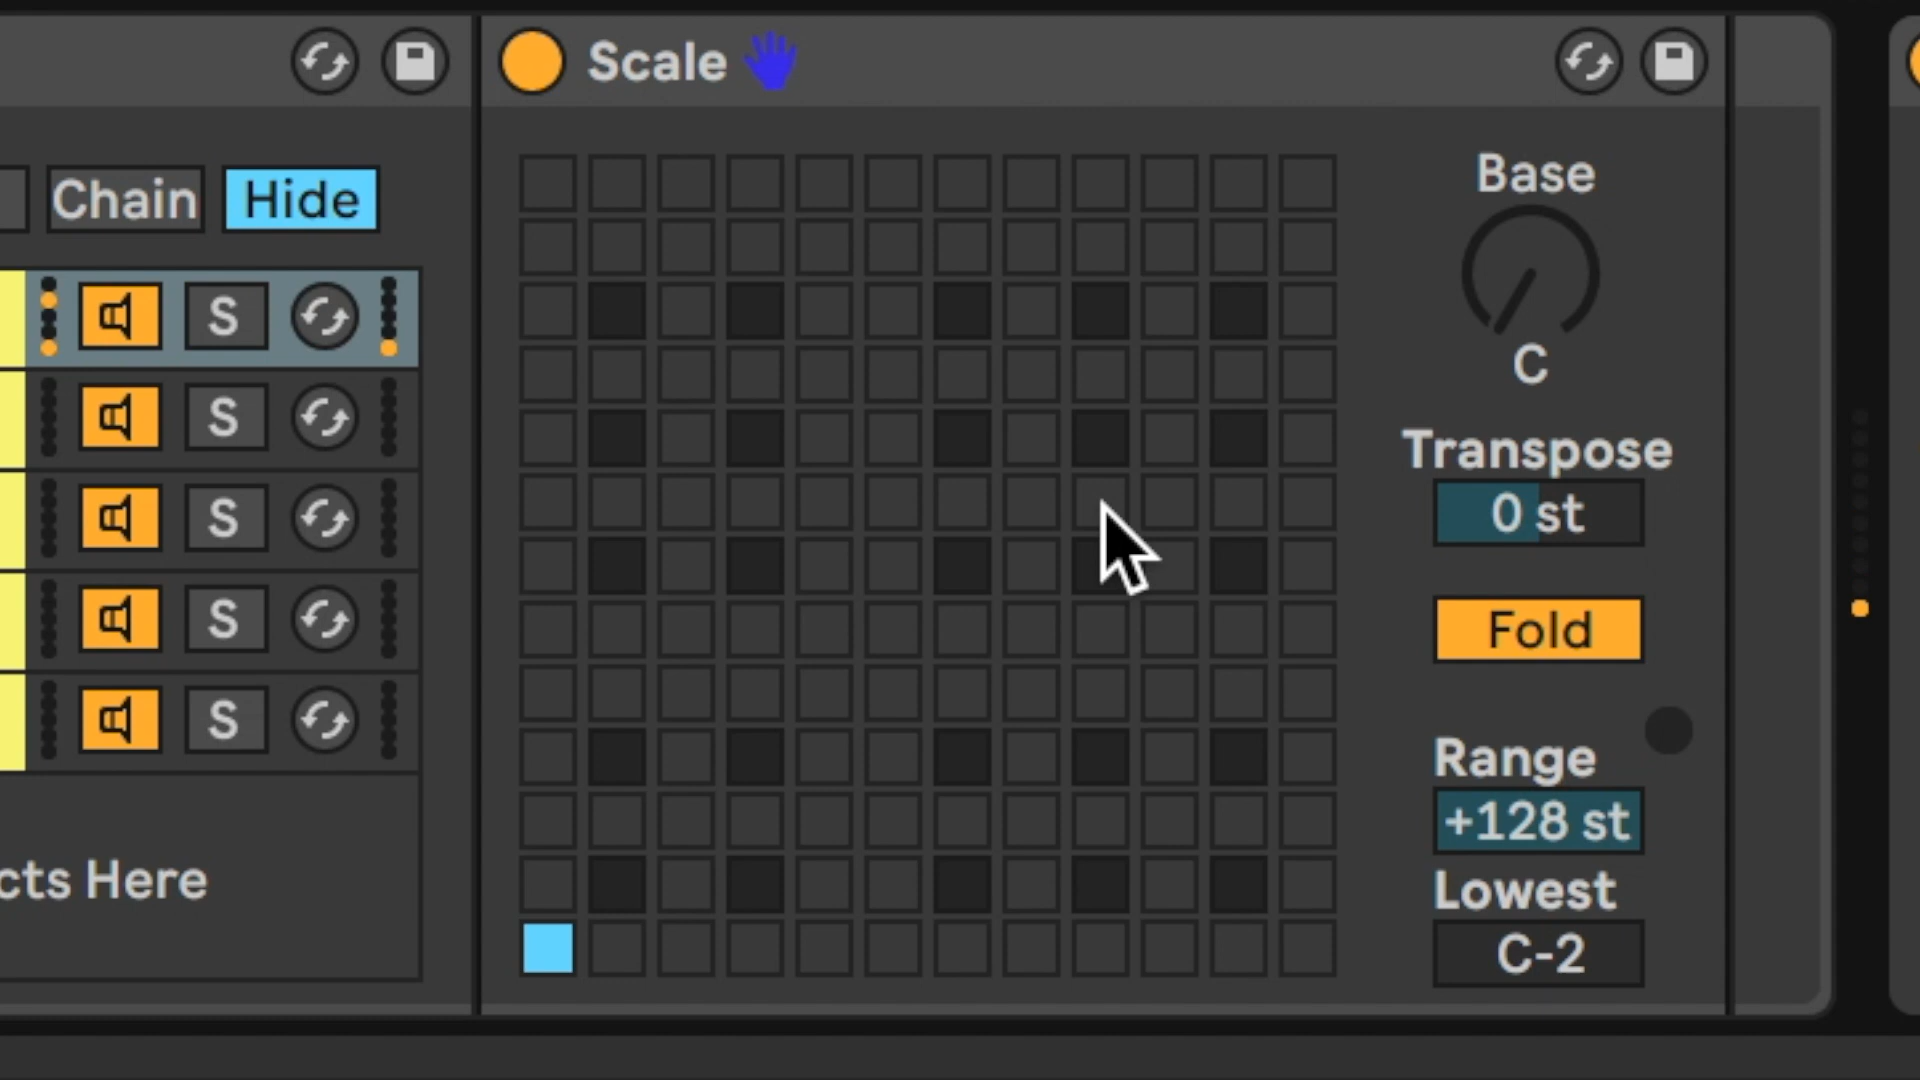 Scale
Chain Hide
Base
C
S
Transpose
S
0 st
S
Fold
S
S
Range
+128 st
cts Here
Lowest
C-2